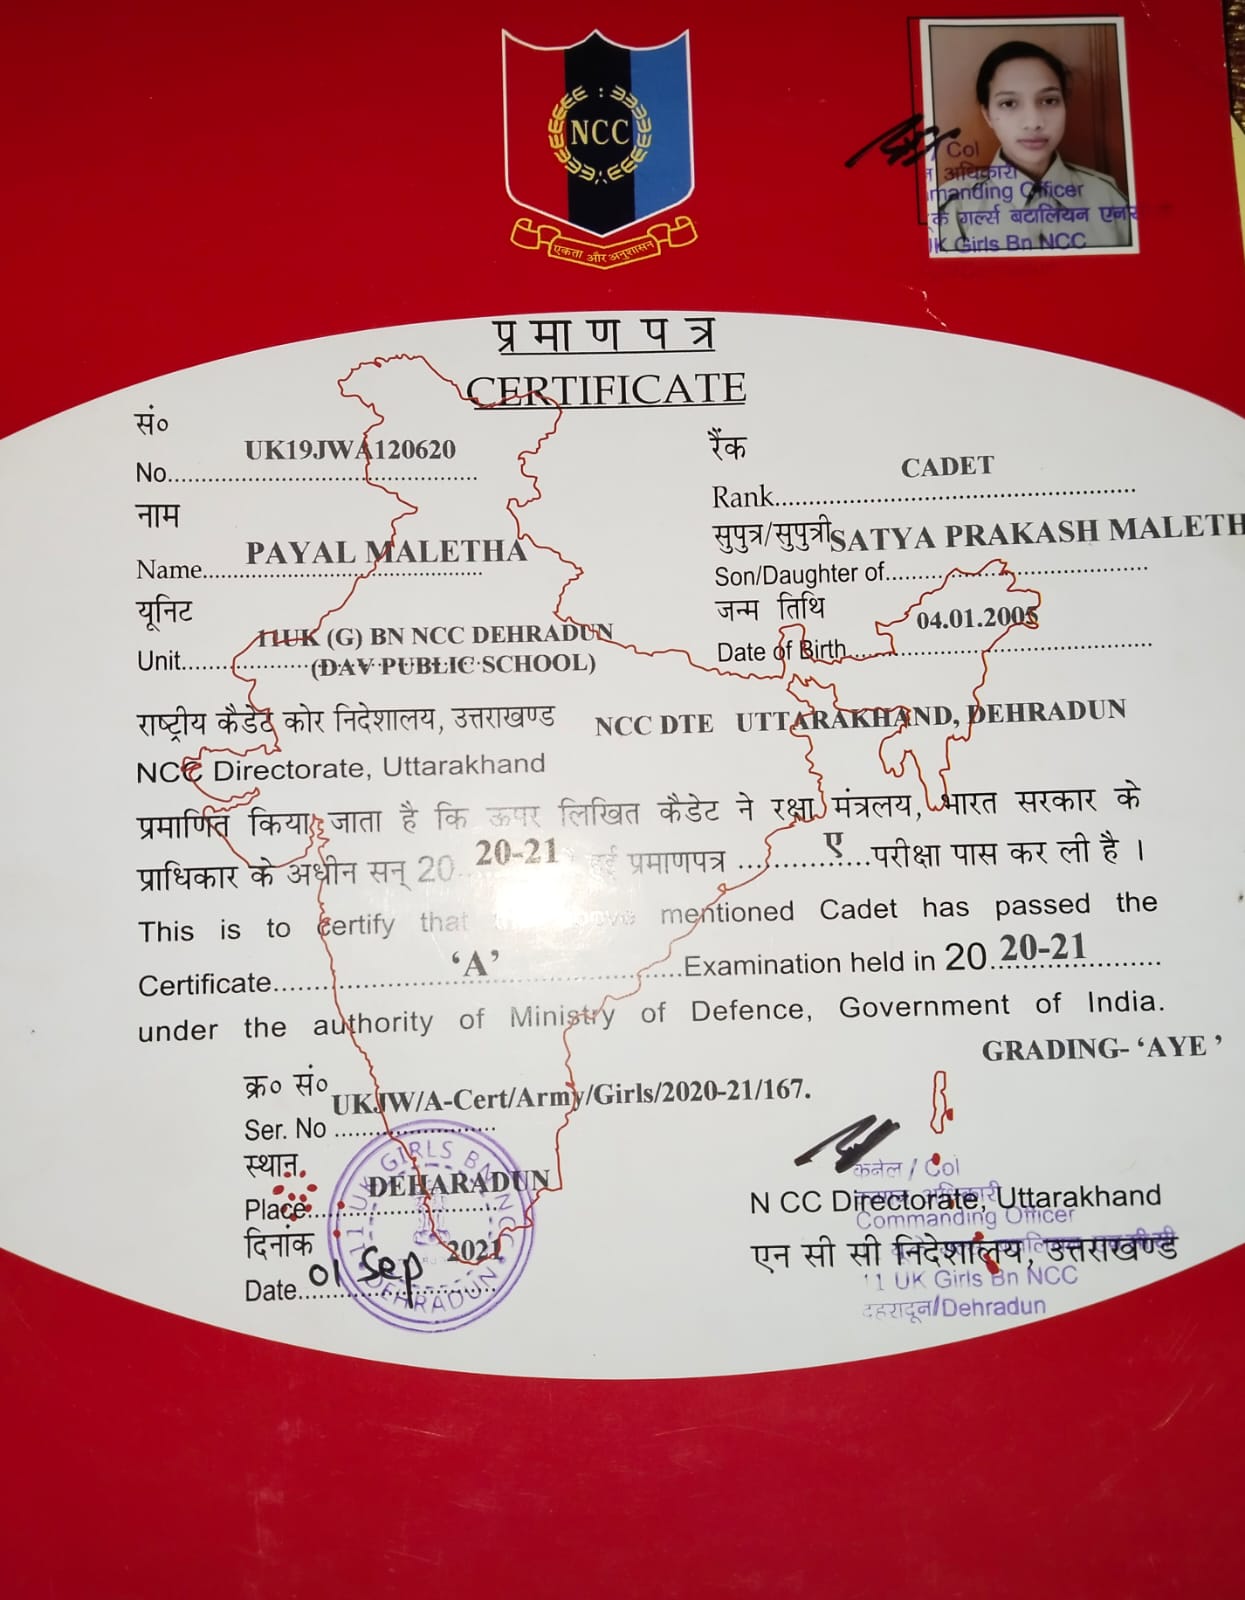 NCC
एकता और अनुशासन
Col
अधिकारी
manding Officer
के गर्ल्स बटालियन एन
UK Girls Bn NCC
प्रमाणपत्र
CERTIFICATE
सं०
No. UK19JWA120620
रैंक
Rank CADET
नाम
Name PAYAL MALETHA
सुपुत्र/सुपुत्री SATYA PRAKASH MALETH
Son/Daughter of
यूनिट
Unit 11UK (G) BN NCC DEHRADUN
(DAV PUBLIC SCHOOL)
जन्म तिथि
Date of Birth 04.01.2005
राष्ट्रीय कैडेट कोर निदेशालय, उत्तराखण्ड NCC DTE UTTARAKHAND, DEHRADUN
NCC Directorate, Uttarakhand
प्रमाणित किया जाता है कि ऊपर लिखित कैडेट ने रक्षा मंत्रलय, भारत सरकार के
प्राधिकार के अधीन सन् 20 20-21 हुई प्रमाणपत्र ए परीक्षा पास कर ली है ।
This is to certify that the above mentioned Cadet has passed the
Certificate 'A' Examination held in 20 20-21
under the authority of Ministry of Defence, Government of India.
GRADING- 'AYE '
क्र० सं०
Ser. No UKJW/A-Cert/Army/Girls/2020-21/167.
स्थान
Place DEHARADUN
दिनांक
Date 01 Sep 2021
11 UK GIRLS BN NCC
DEHRADUN
कर्नल / Col
N CC Directorate, Uttarakhand
Commanding Officer
एन सी सी निदेशालय, उत्तराखण्ड
11 UK Girls Bn NCC
दहरादून/Dehradun